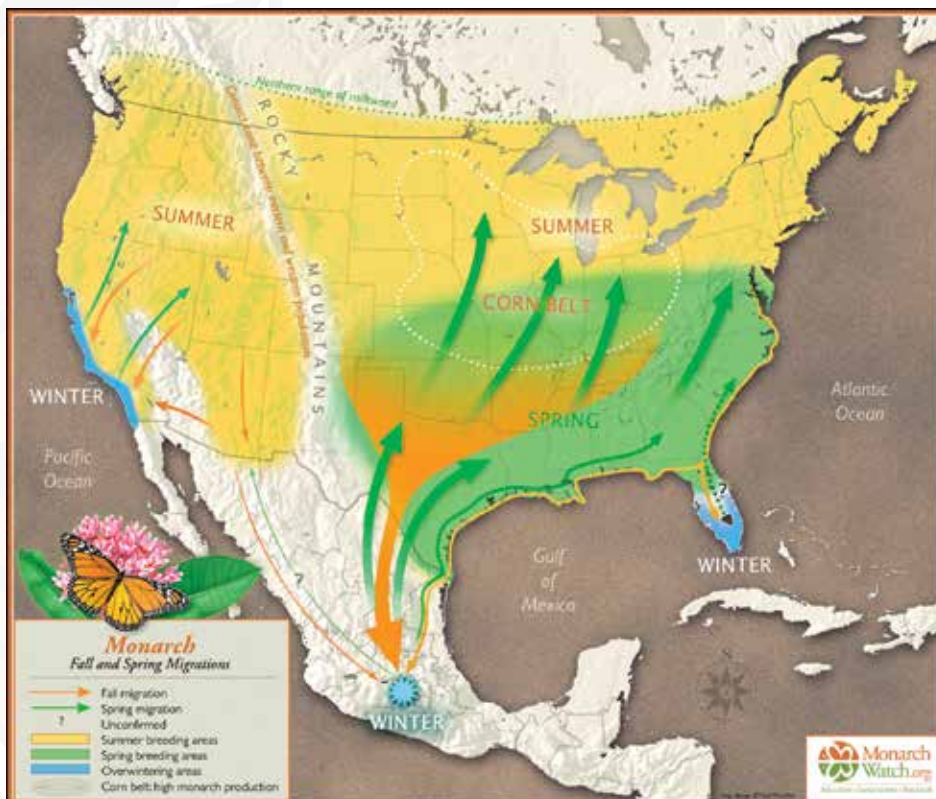 Northern range of milkweed
ROCKY
MOUNTAINS
SUMMER
SUMMER
CORN BELT
SPRING
WINTER
WINTER
WINTER
Pacific
Ocean
Atlantic
Ocean
Gulf
of
Mexico
?
Monarch
Fall and Spring Migrations
Fall migration
Spring migration
? Unconfirmed
Summer breeding areas
Spring breeding areas
Overwintering areas
Corn belt: high monarch production
Monarch
Watch.org